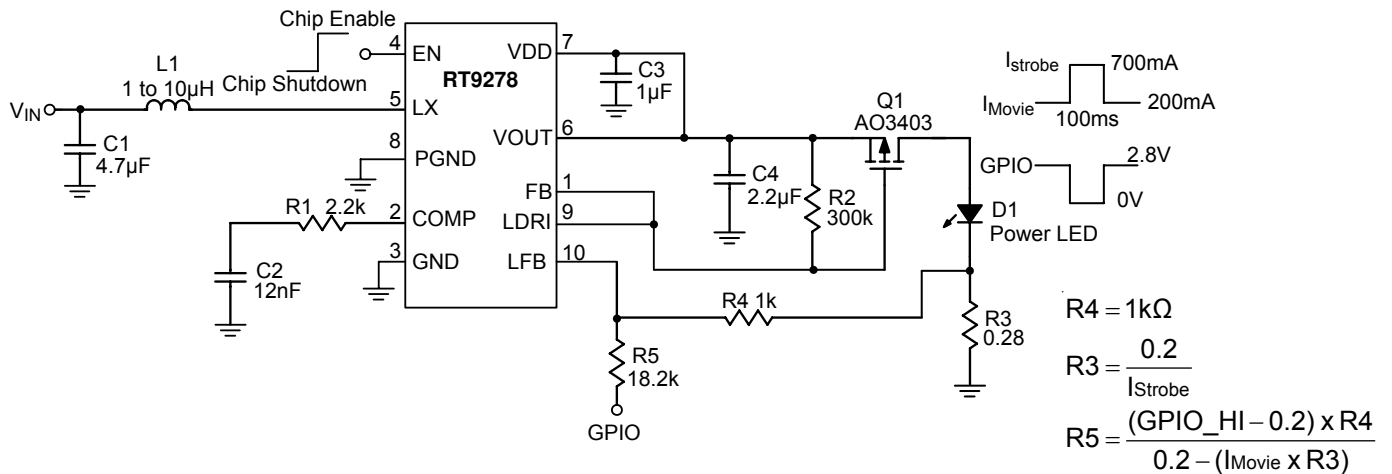 Chip Enable
Chip Shutdown
L1
1 to 10µH
VIN
C1
4.7µF
4
EN
5
LX
8
PGND
R1 2.2k
2
COMP
3
GND
C2
12nF
RT9278
VDD
7
VOUT
6
FB
1
LDRI
9
LFB
10
C3
1µF
C4
2.2µF
R2
300k
Q1
AO3403
D1
Power LED
R4 1k
R3
0.28
R5
18.2k
GPIO
Istrobe
700mA
IMovie
200mA
100ms
GPIO
2.8V
0V
R4 = 1kΩ
R3 = 0.2 / IStrobe
R5 = (GPIO_HI − 0.2) x R4 / 0.2 − (IMovie x R3)